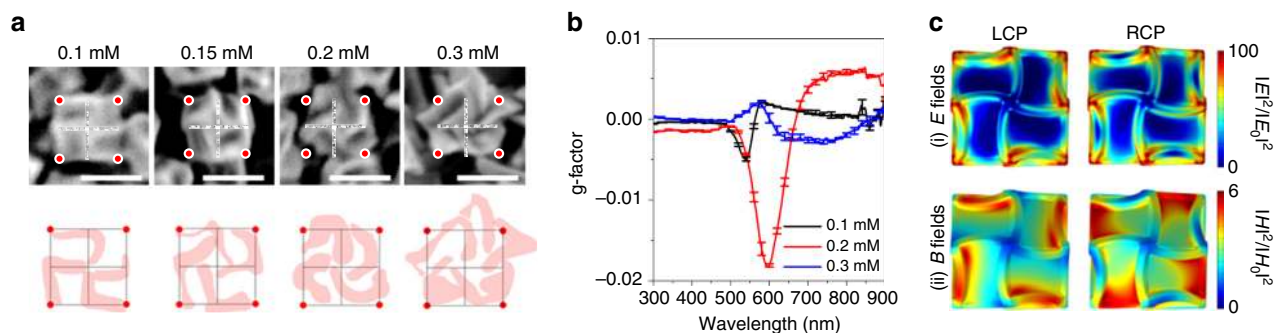 a
0.1 mM 0.15 mM 0.2 mM 0.3 mM
b
0.01
0.00
−0.01
−0.02
g-factor
300 400 500 600 700 800 900
Wavelength (nm)
0.1 mM
0.2 mM
0.3 mM
c
LCP RCP
(i) E fields
100
0
|E|²/|E₀|²
(ii) B fields
6
0
|H|²/|H₀|²